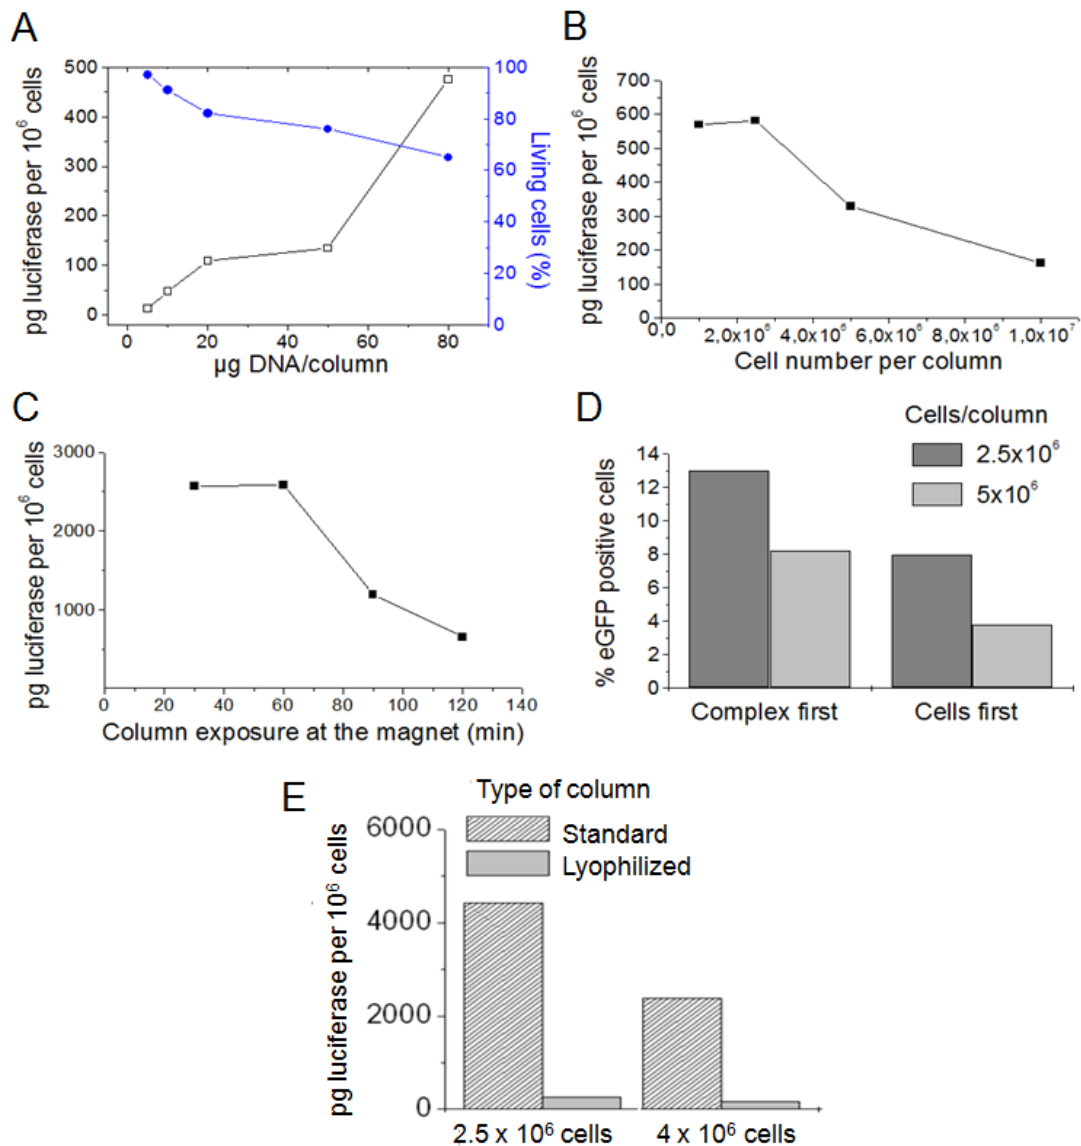 A
pg luciferase per 10⁶ cells
500
400
300
200
100
0
0
20
40
60
80
µg DNA/column
100
80
60
40
20
0
Living cells (%)
B
pg luciferase per 10⁶ cells
700
600
500
400
300
200
100
0
0,0
2,0x10⁶
4,0x10⁶
6,0x10⁶
8,0x10⁶
1,0x10⁷
Cell number per column
C
pg luciferase per 10⁶ cells
3000
2000
1000
0
20
40
60
80
100
120
140
Column exposure at the magnet (min)
D
Cells/column
2.5x10⁶
5x10⁶
% eGFP positive cells
14
12
10
8
6
4
2
0
Complex first
Cells first
E
Type of column
Standard
Lyophilized
pg luciferase per 10⁶ cells
6000
4000
2000
0
2.5 x 10⁶ cells
4 x 10⁶ cells